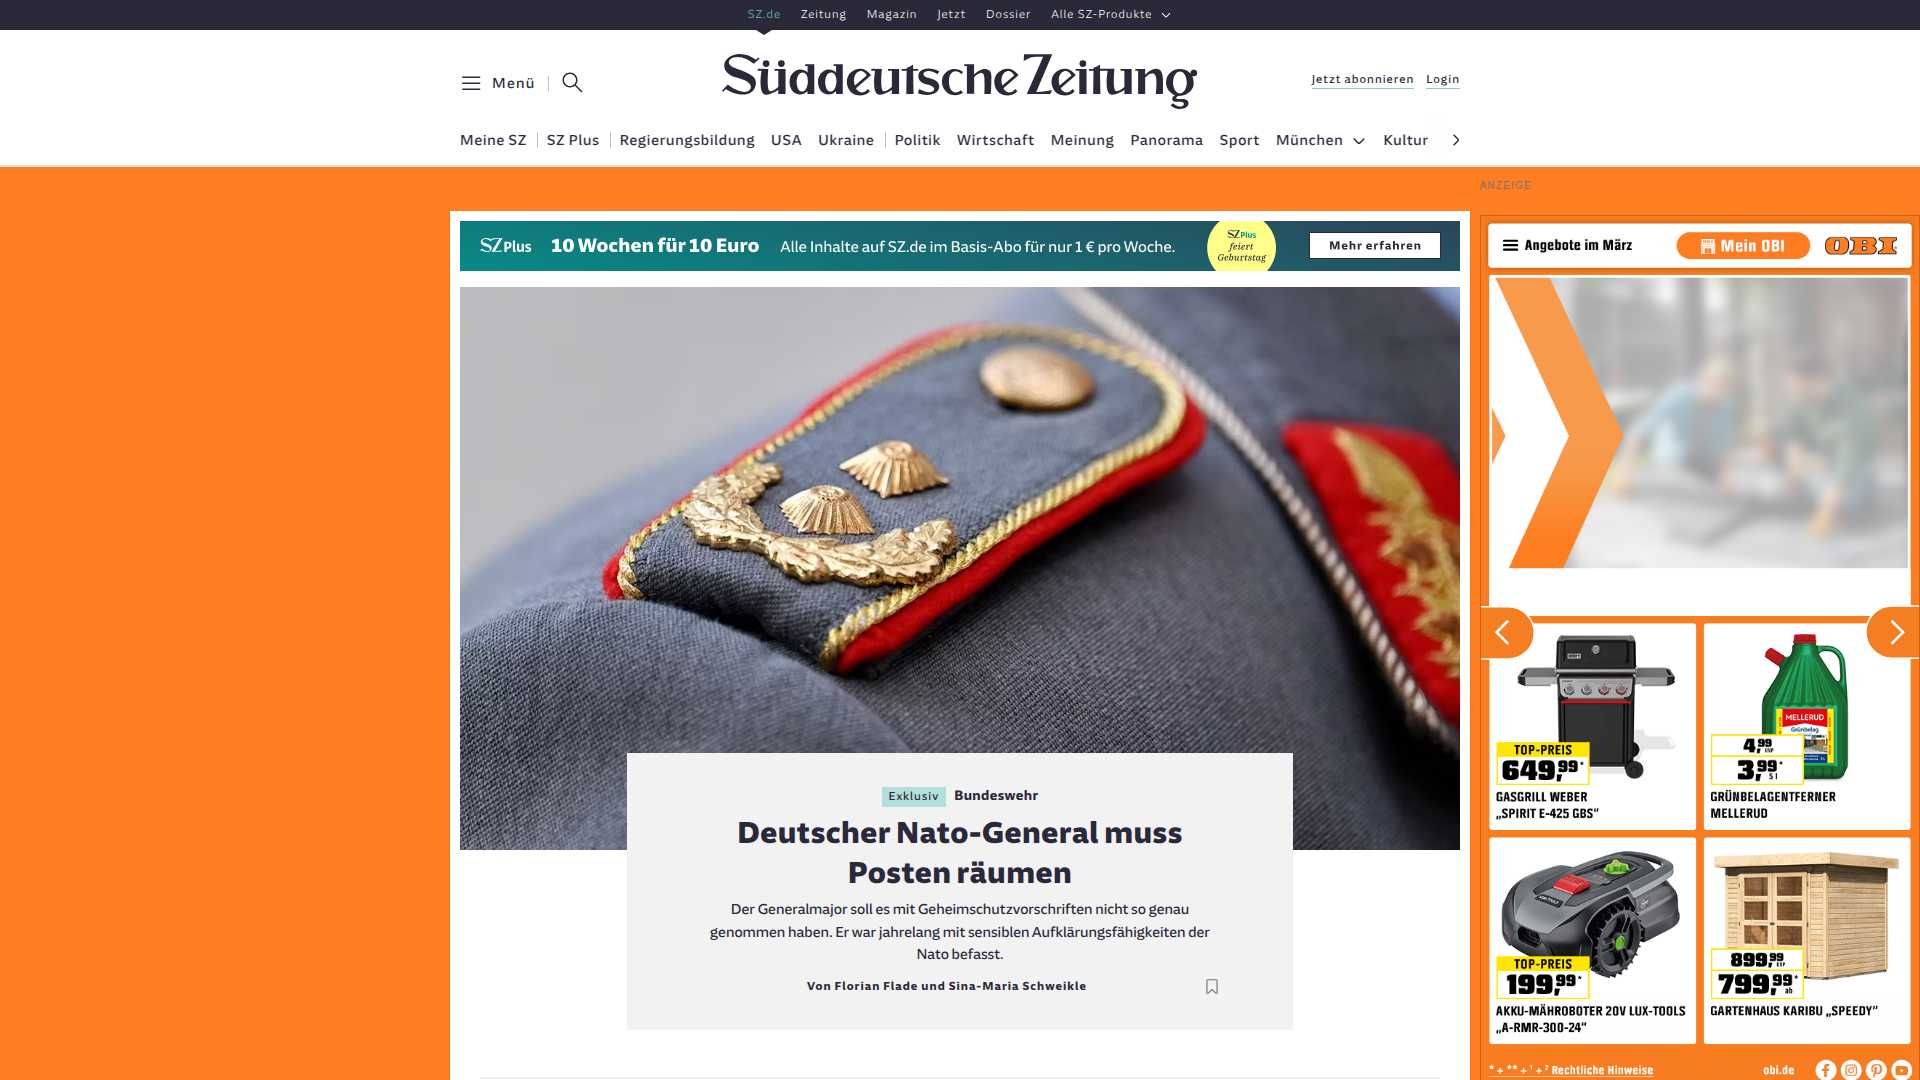 SZ.de Zeitung Magazin Jetzt Dossier Alle SZ-Produkte
Menü
Süddeutsche Zeitung
Jetzt abonnieren Login
Meine SZ SZ Plus Regierungsbildung USA Ukraine Politik Wirtschaft Meinung Panorama Sport München Kultur
ANZEIGE
SZ Plus 10 Wochen für 10 Euro Alle Inhalte auf SZ.de im Basis-Abo für nur 1 € pro Woche.
SZ Plus
feiert
Geburtstag
Mehr erfahren
Exklusiv Bundeswehr
Deutscher Nato-General muss
Posten räumen
Der Generalmajor soll es mit Geheimschutzvorschriften nicht so genau
genommen haben. Er war jahrelang mit sensiblen Aufklärungsfähigkeiten der
Nato befasst.
Von Florian Flade und Sina-Maria Schweikle
Angebote im März Mein OBI OBI
TOP-PREIS
649,99*
GASGRILL WEBER
„SPIRIT E-425 GBS“
MELLERUD
Grünbelag
4,99 UVP
3,99*
5 l
GRÜNBELAGENTFERNER
MELLERUD
TOP-PREIS
199,99*
AKKU-MÄHROBOTER 20V LUX-TOOLS
„A-RMR-300-24“
899,99 UVP
799,99*
ab
GARTENHAUS KARIBU „SPEEDY“
* + ** + ¹ + ² Rechtliche Hinweise
obi.de